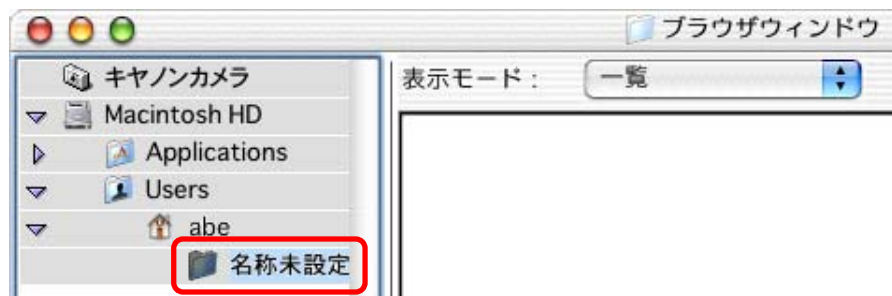 ブラウザウィンドウ
キヤノンカメラ
Macintosh HD
Applications
Users
abe
名称未設定
表示モード： 一覧